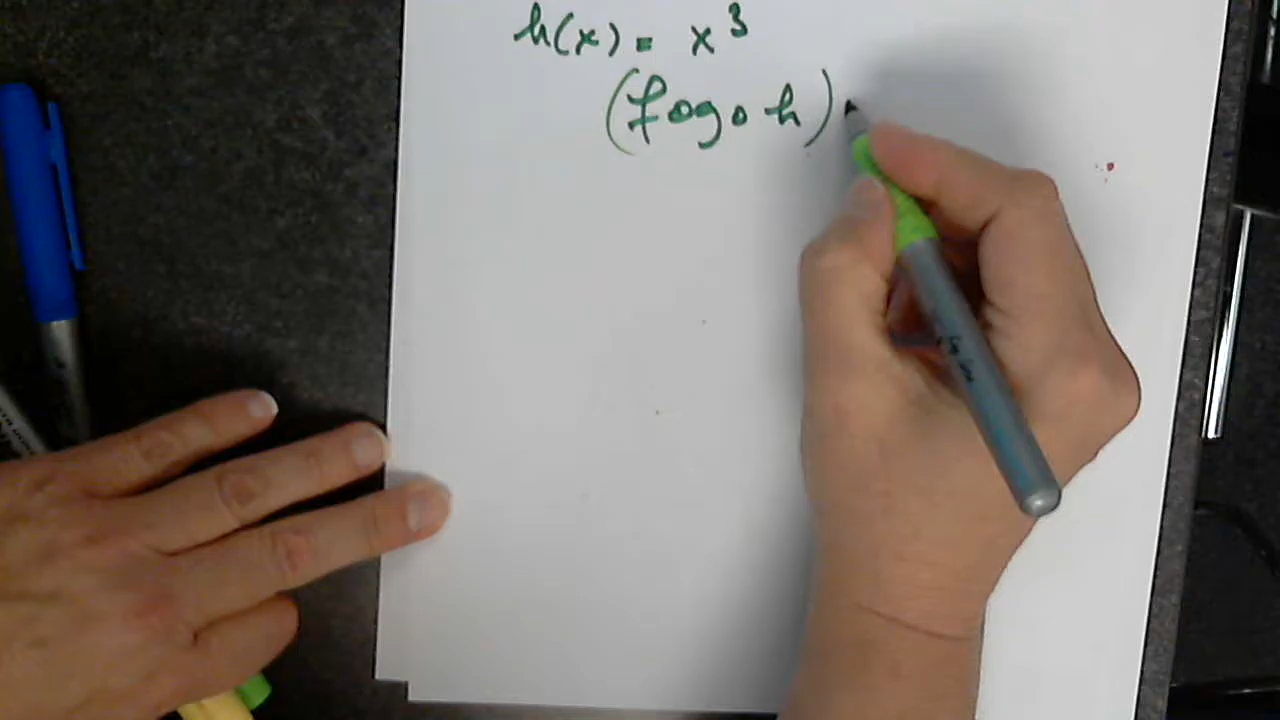 h(x) = x³
(f o g o h)